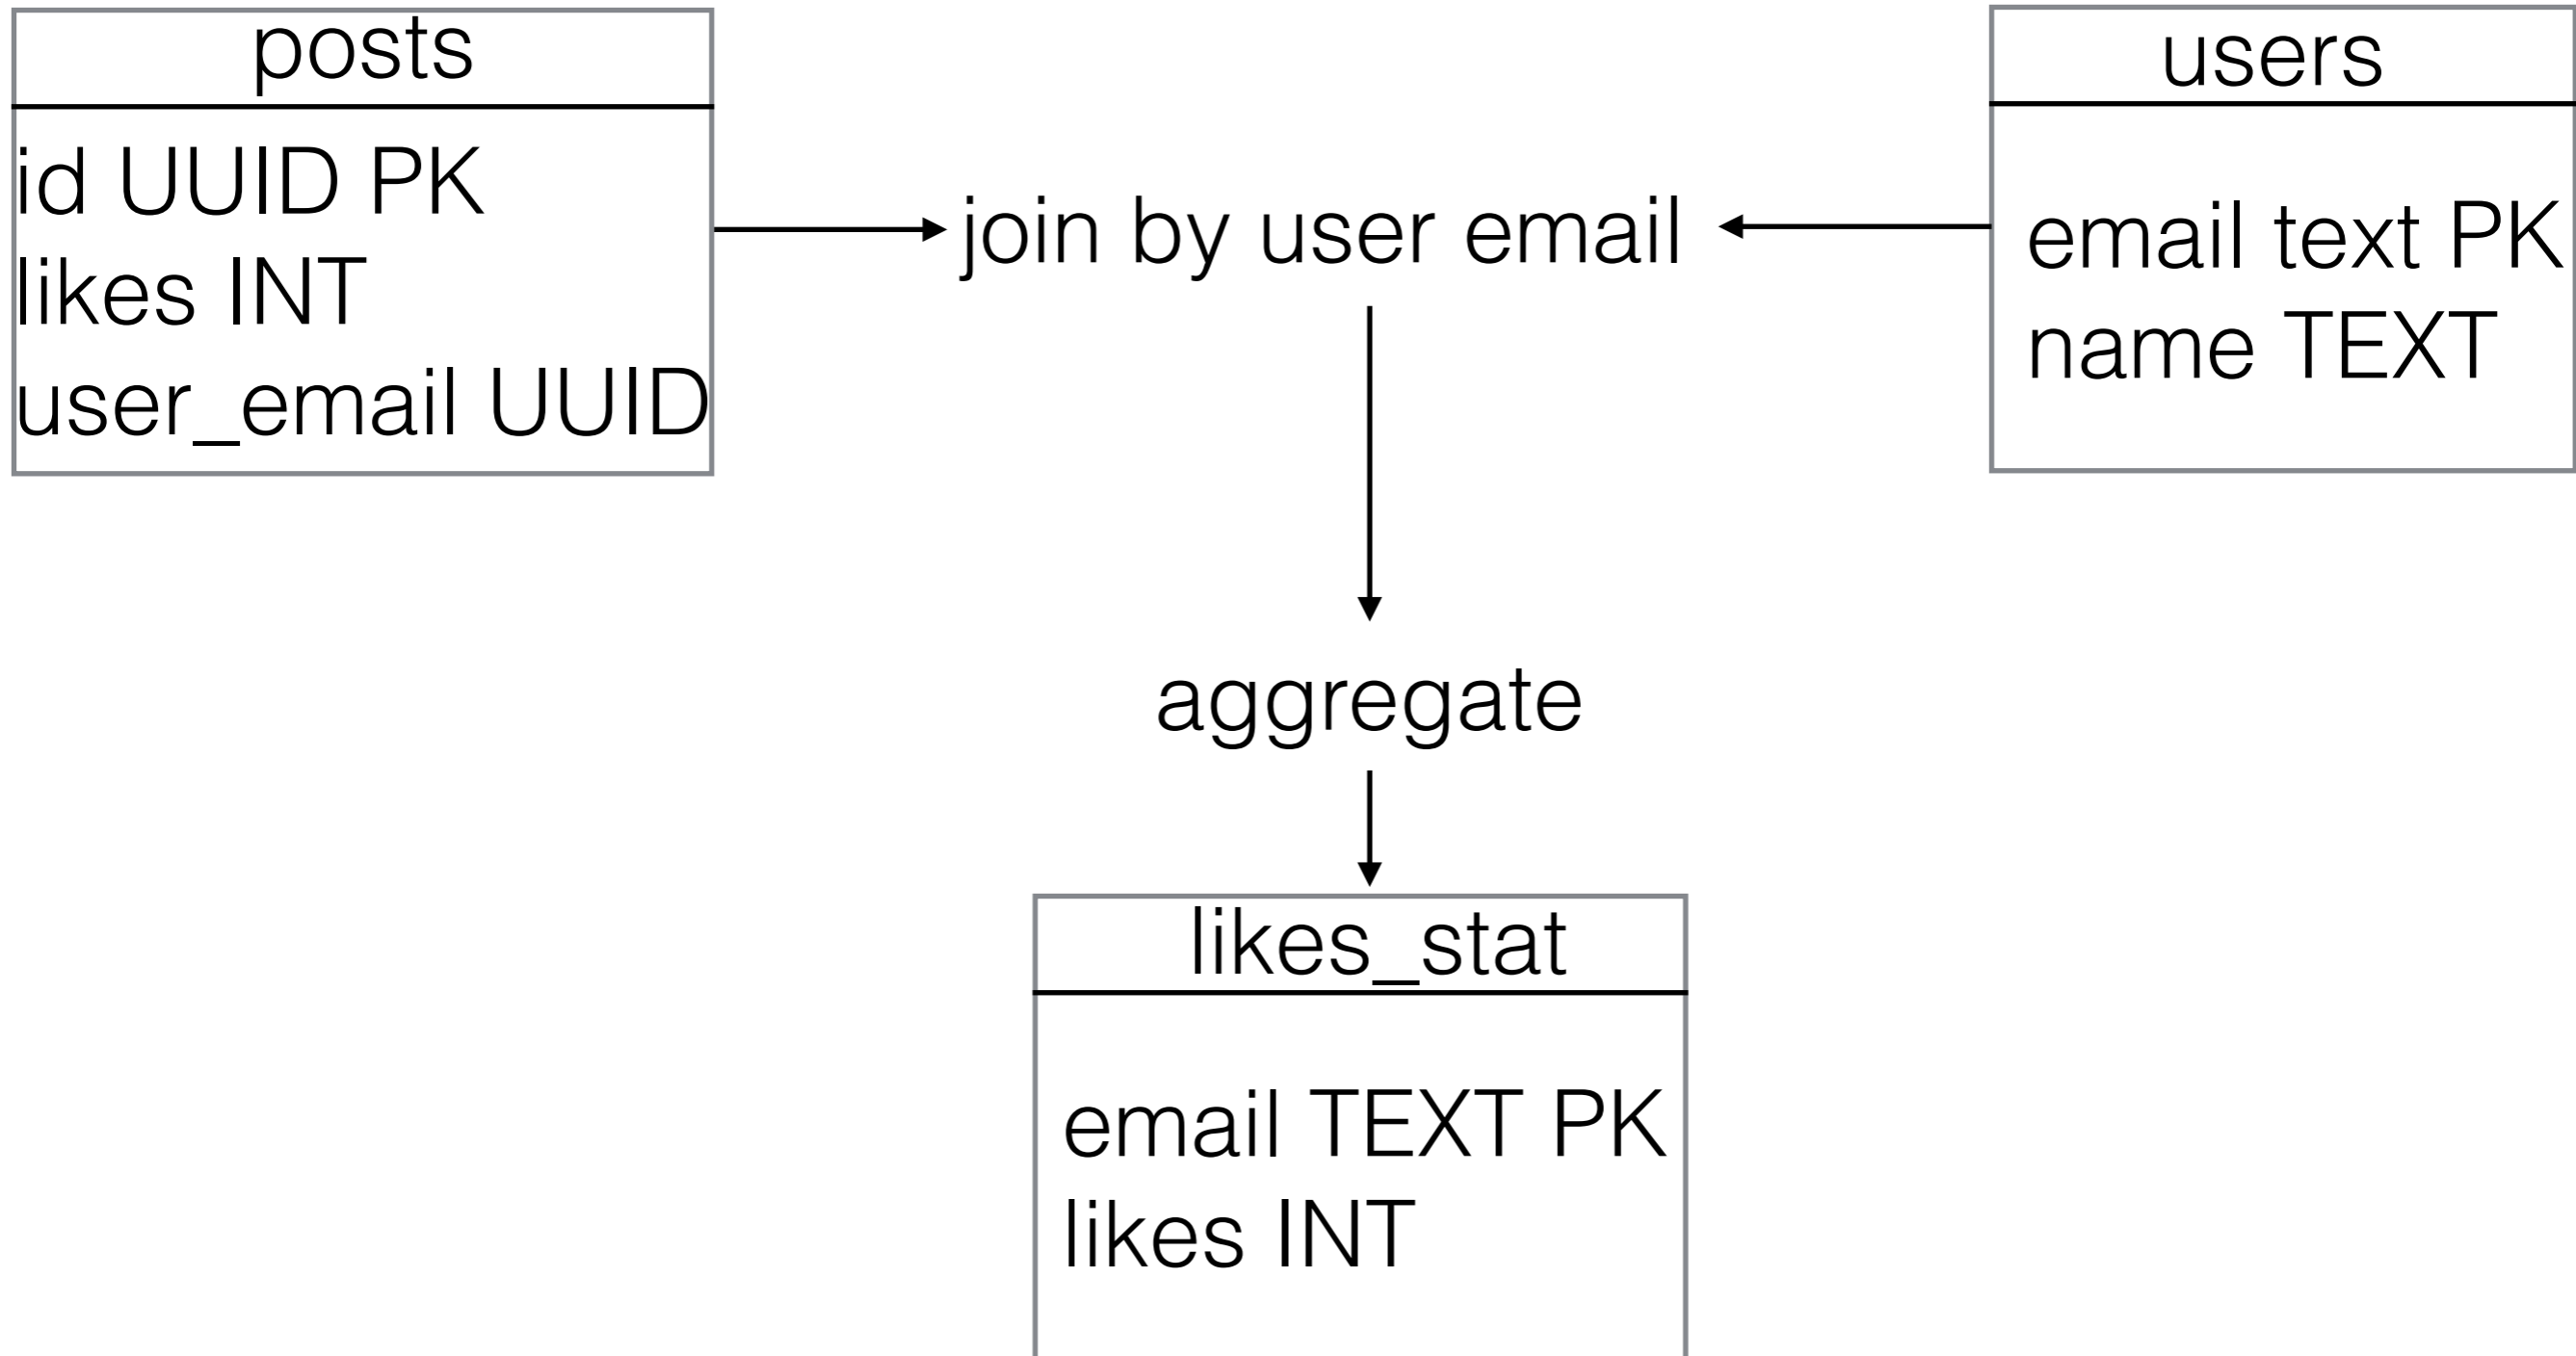 posts
id UUID PK
likes INT
user_email UUID
join by user email
users
email text PK
name TEXT
aggregate
likes_stat
email TEXT PK
likes INT